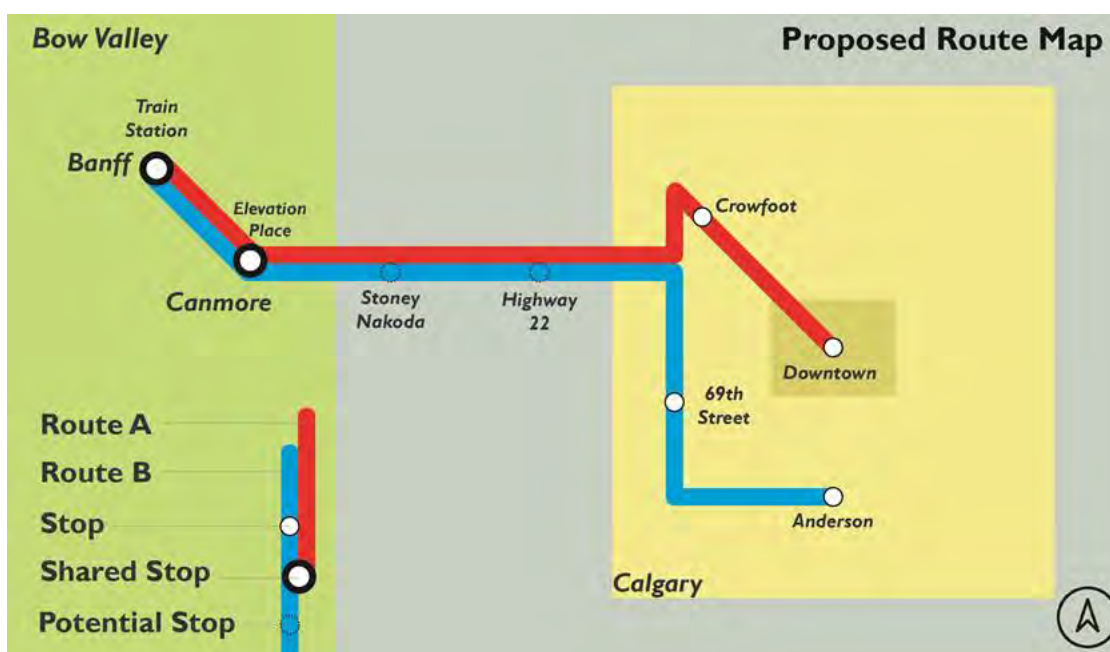 Bow Valley
Proposed Route Map
Train
Station
Banff
Elevation
Place
Canmore
Stoney
Nakoda
Highway
22
Crowfoot
Downtown
69th
Street
Anderson
Calgary
Route A
Route B
Stop
Shared Stop
Potential Stop